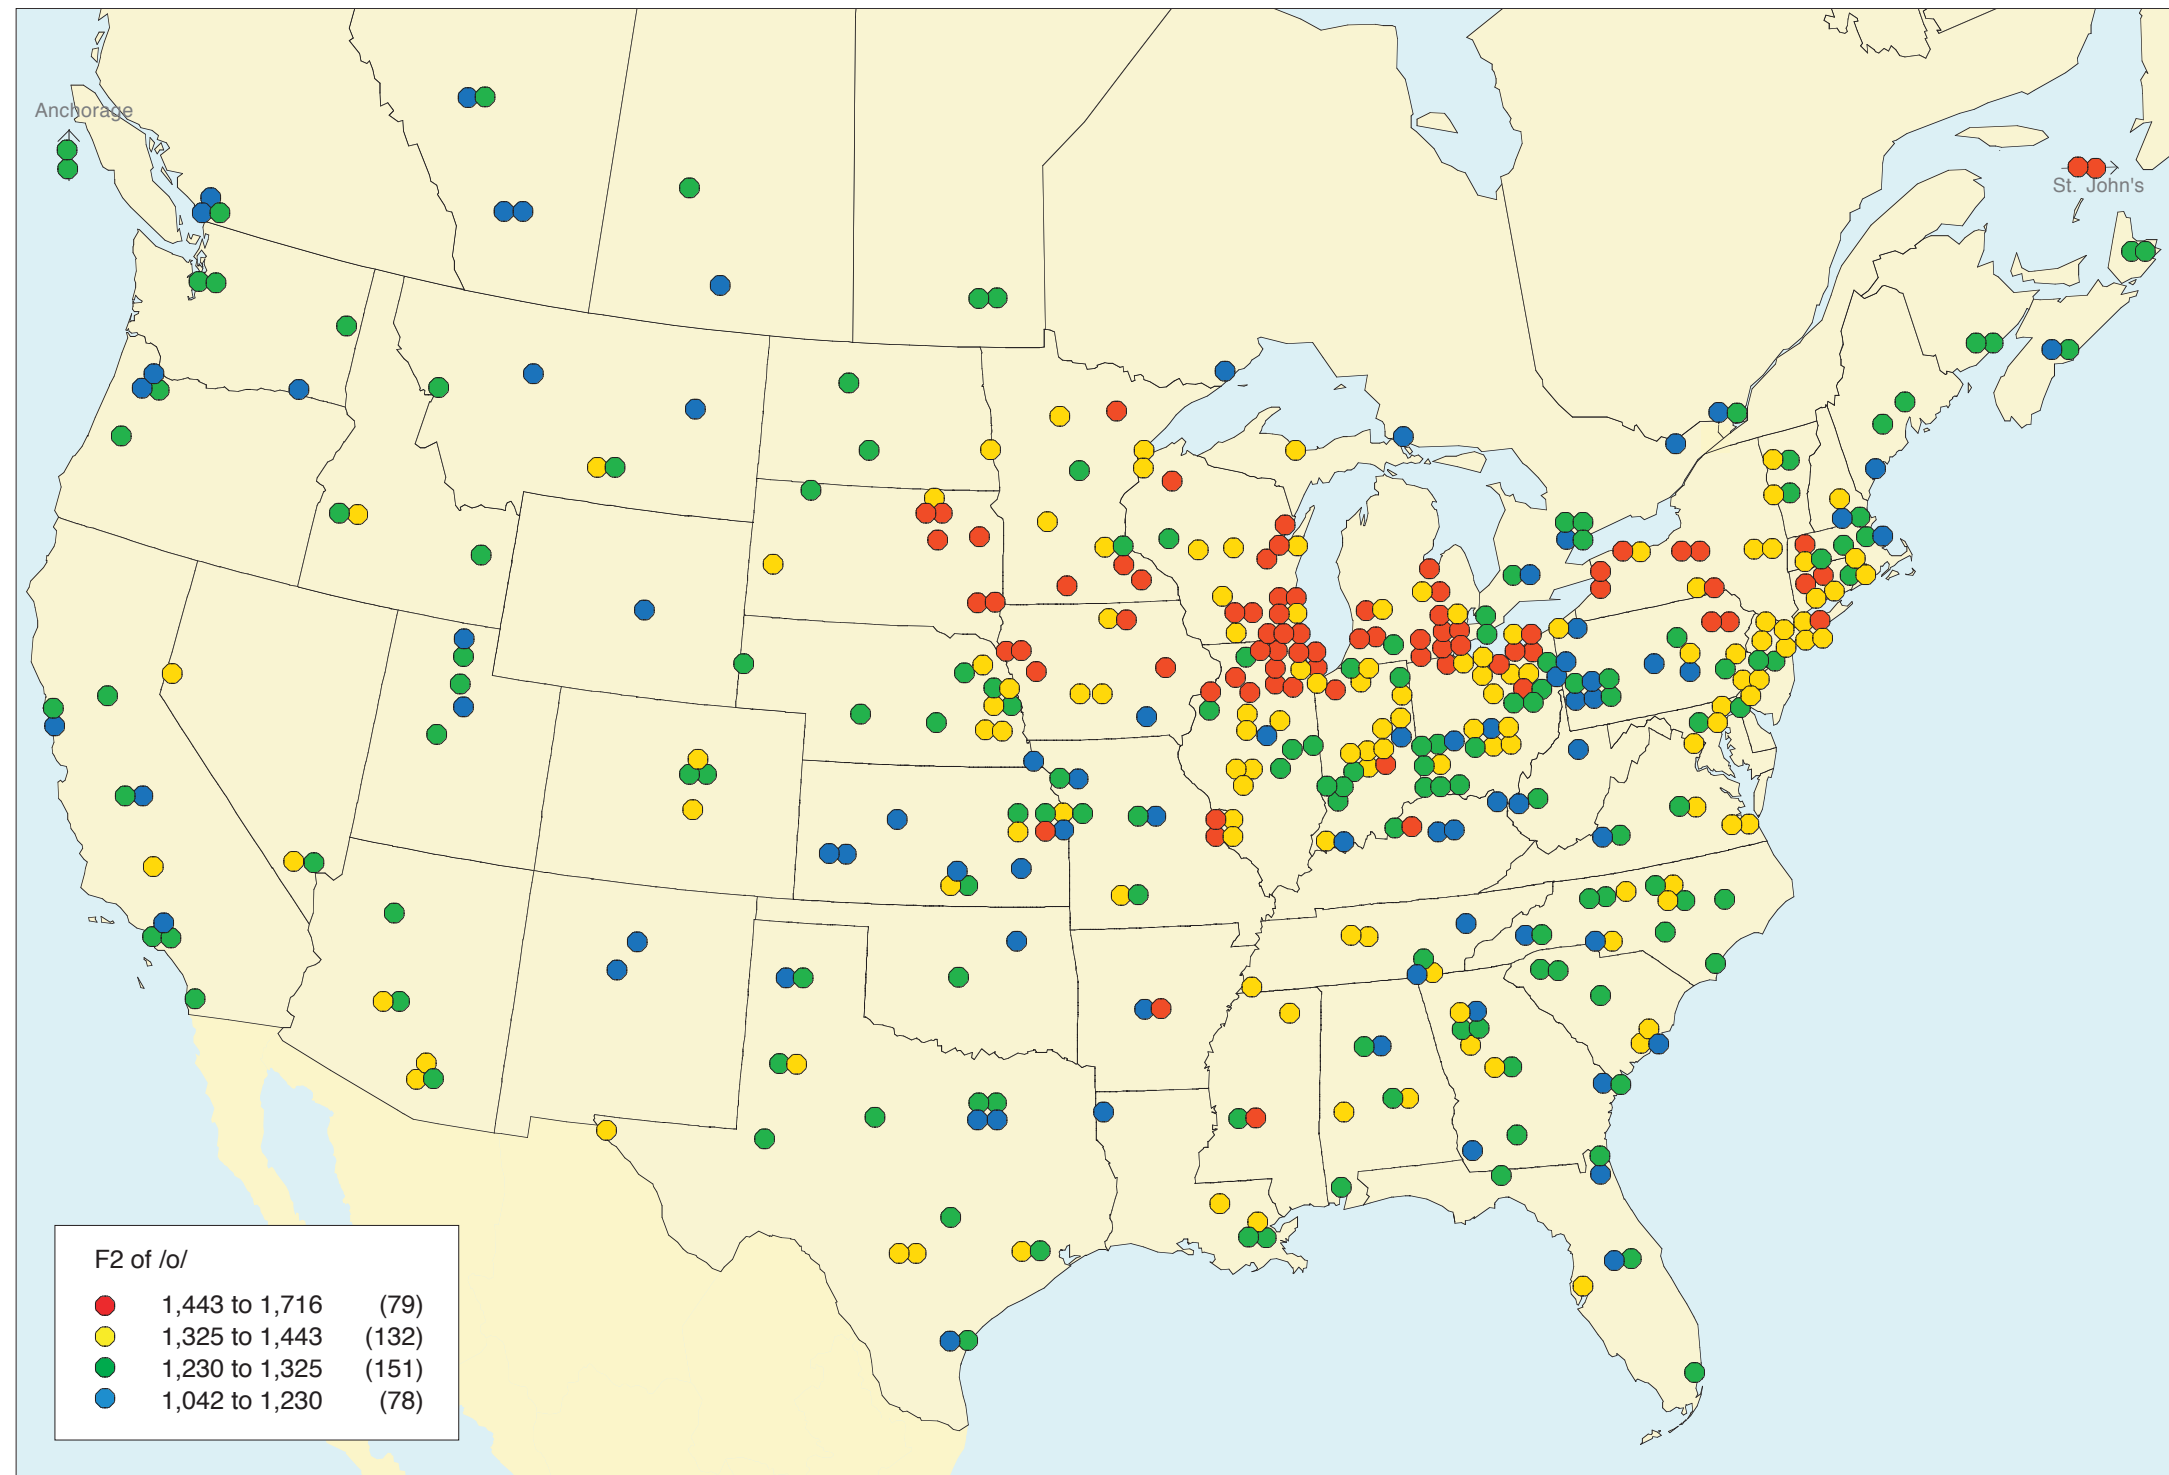 Anchorage
St. John's
F2 of /o/
1,443 to 1,716 (79)
1,325 to 1,443 (132)
1,230 to 1,325 (151)
1,042 to 1,230 (78)